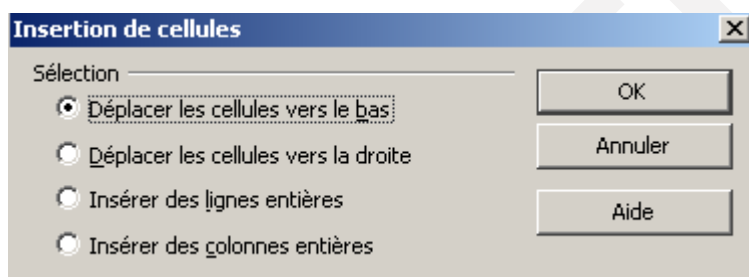 Insertion de cellules
Sélection
Déplacer les cellules vers le bas
Déplacer les cellules vers la droite
Insérer des lignes entières
Insérer des colonnes entières
OK
Annuler
Aide